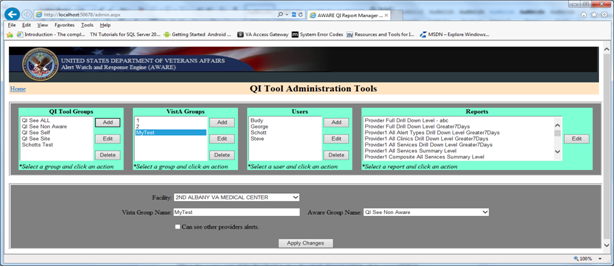 http://localhost:50678/admin.aspx
AWARE QI Report Manager ...
File Edit View Favorites Tools Help
Introduction - The compl... TN Tutorials for SQL Server 20... Getting Started Android ... VA Access Gateway System Error Codes Resources and Tools for I... MSDN – Explore Windows...
UNITED STATES DEPARTMENT OF VETERANS AFFAIRS
Alert Watch and Response Engine (AWARE)
Home
QI Tool Administration Tools
QI Tool Groups
QI See ALL
QI See Non Aware
QI See Self
QI See Site
Schotts Test
Add
Edit
Delete
*Select a group and click an action
VistA Groups
1
2
MyTest
Add
Edit
Delete
*Select a group and click an action
Users
Budy
George
Schott
Steve
Add
Edit
Delete
*Select a user and click an action
Reports
Provider Full Drill Down Level - abc
Provider Full Drill Down Level Greater7Days
Provider1 All Alert Types Drill Down Level Greater7Days
Provider1 All Clinics Drill Down Level Greater7Days
Provider1 All Services Drill Down Level Greater7Days
Provider1 All Services Summary Level
Provider1 Composite All Services Summary Level
Edit
*Select a report and click an action
Facility 2ND ALBANY VA MEDICAL CENTER
Vista Group Name: MyTest Aware Group Name: QI See Non Aware
Can see other providers alerts.
Apply Changes
100%